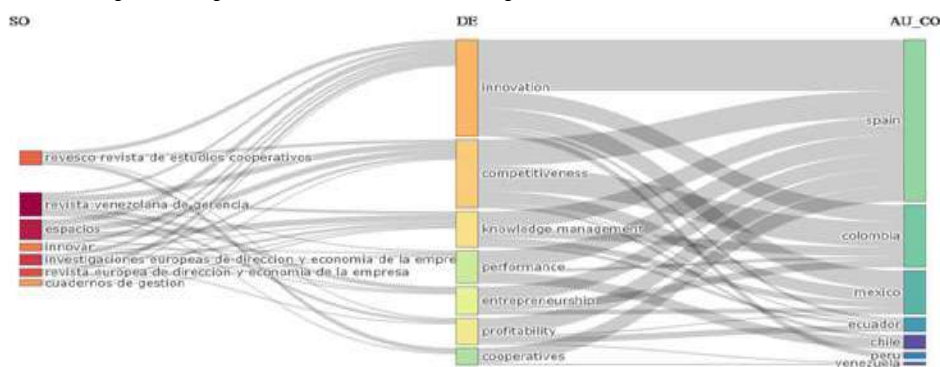 SO DE AU_CO
innovation
spain
revesco revista de estudios cooperativos
competitiveness
revista venezolana de gerencia
espacios
knowledge management
colombia
innovar
investigaciones europeas de direccion y economia de la empre
performance
revista europea de direccion y economia de la empresa
mexico
cuadernos de gestion
entrepreneurship
ecuador
profitability
chile
cooperatives
peru
venezuela